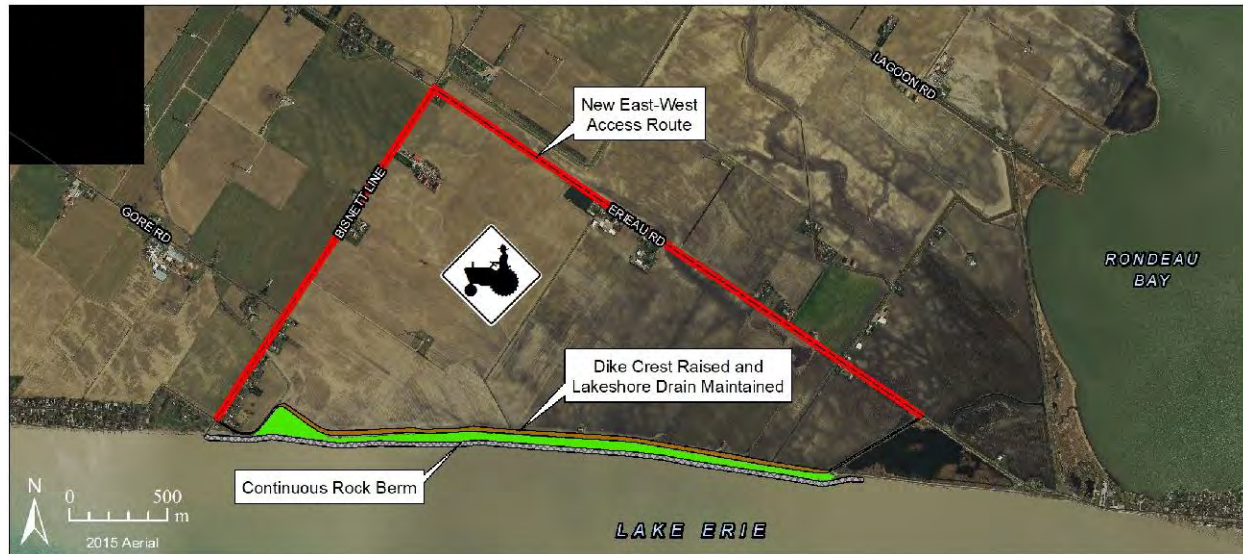 LAGOON RD
New East-West
Access Route
BISNETT LINE
GORE RD
ERIEAU RD
RONDEAU
BAY
Dike Crest Raised and
Lakeshore Drain Maintained
Continuous Rock Berm
N
0 500
m
2015 Aerial
LAKE ERIE